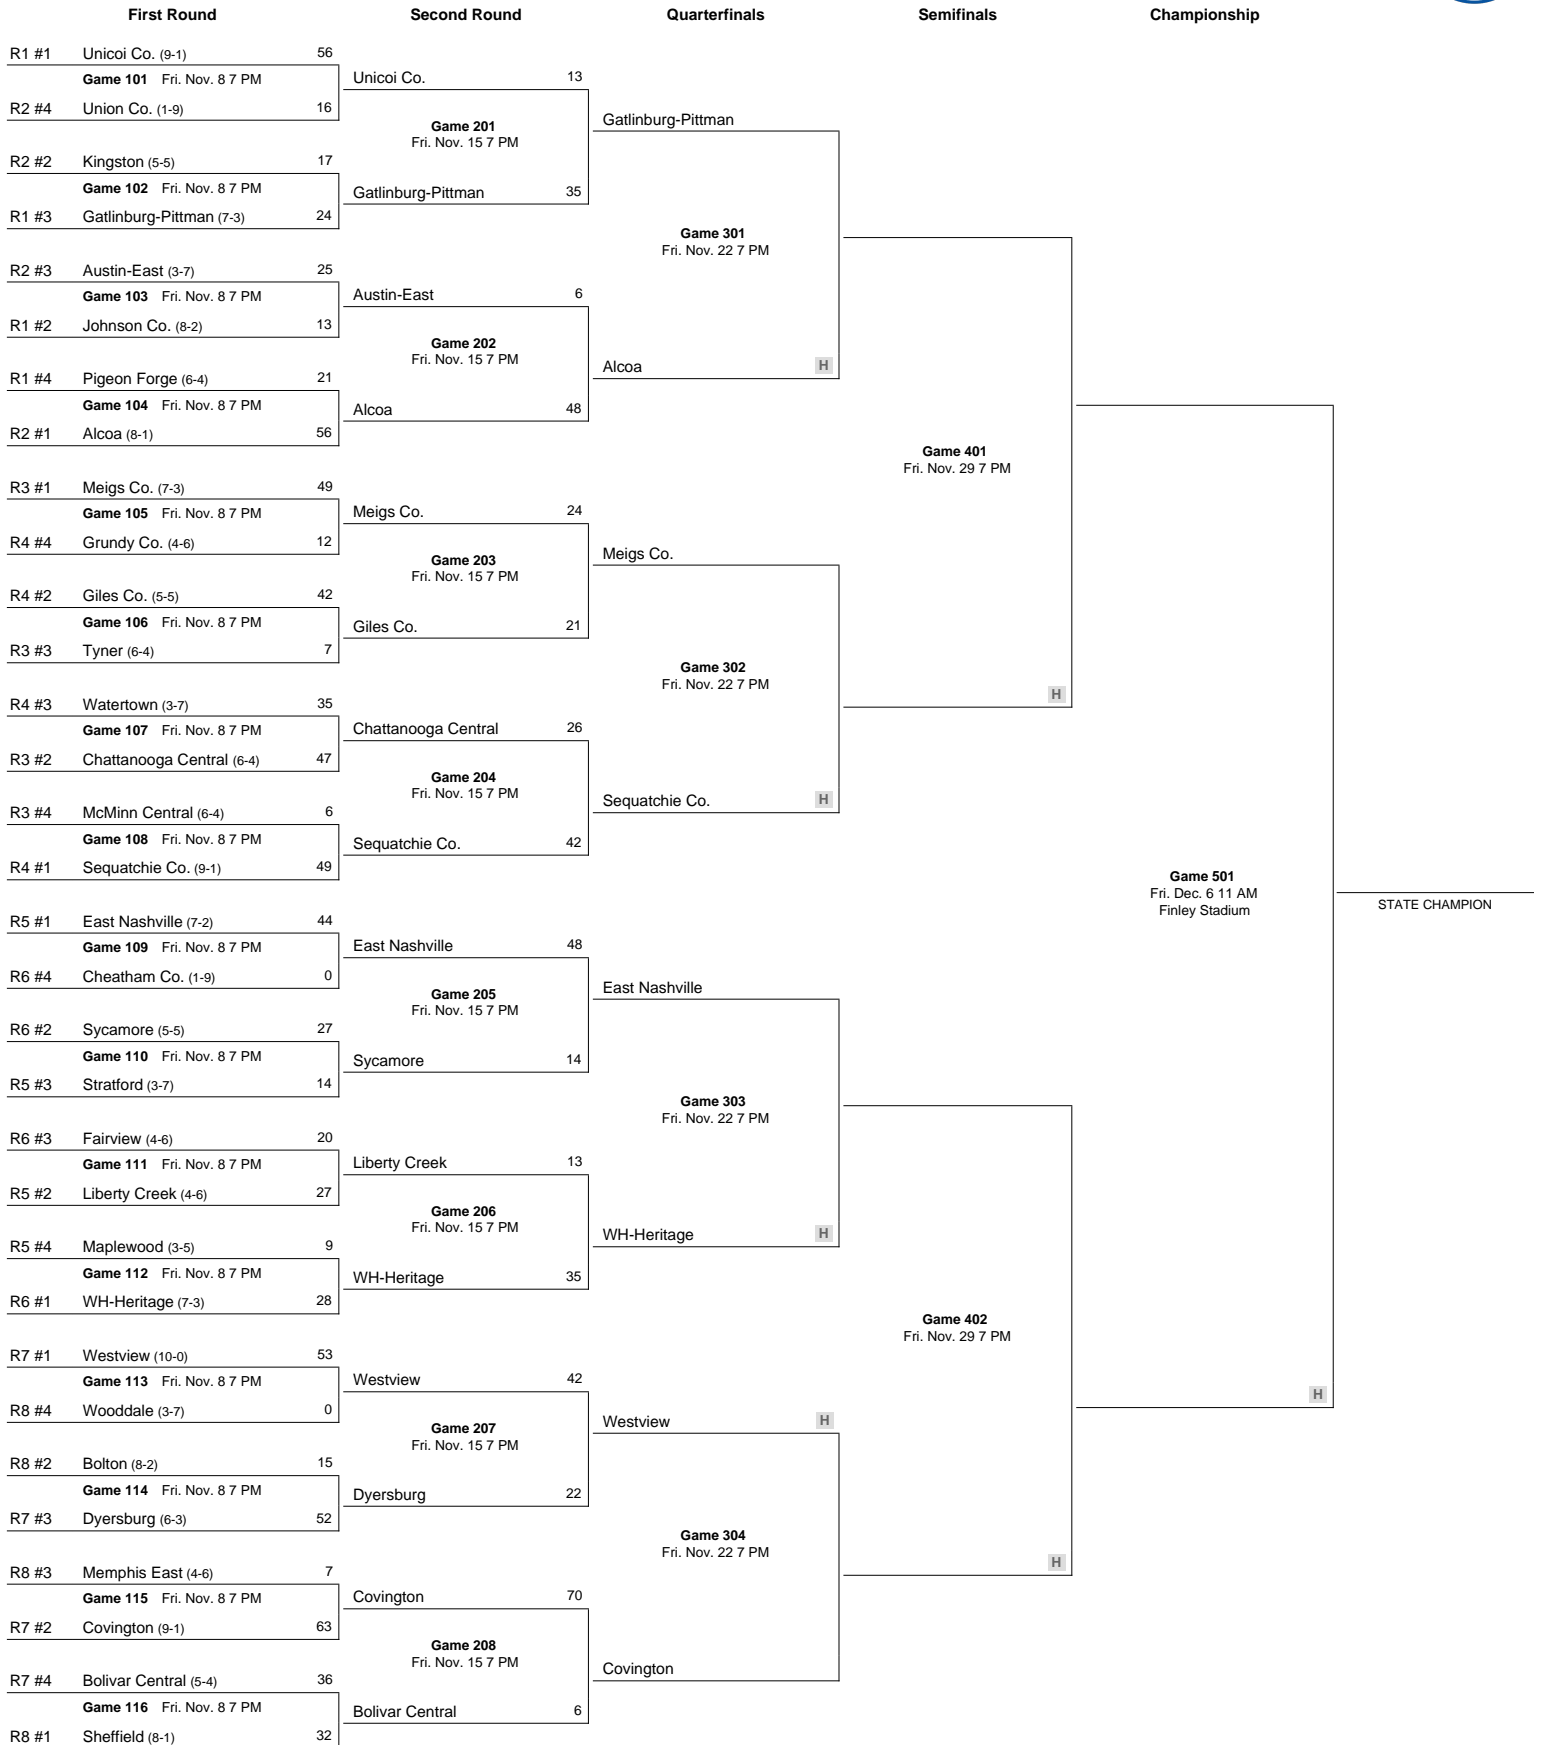 First Round Second Round Quarterfinals Semifinals Championship
R1 #1 Unicoi Co. (9-1) 56
Game 101 Fri. Nov. 8 7 PM
R2 #4 Union Co. (1-9) 16
R2 #2 Kingston (5-5) 17
Game 102 Fri. Nov. 8 7 PM
R1 #3 Gatlinburg-Pittman (7-3) 24
R2 #3 Austin-East (3-7) 25
Game 103 Fri. Nov. 8 7 PM
R1 #2 Johnson Co. (8-2) 13
R1 #4 Pigeon Forge (6-4) 21
Game 104 Fri. Nov. 8 7 PM
R2 #1 Alcoa (8-1) 56
R3 #1 Meigs Co. (7-3) 49
Game 105 Fri. Nov. 8 7 PM
R4 #4 Grundy Co. (4-6) 12
R4 #2 Giles Co. (5-5) 42
Game 106 Fri. Nov. 8 7 PM
R3 #3 Tyner (6-4) 7
R4 #3 Watertown (3-7) 35
Game 107 Fri. Nov. 8 7 PM
R3 #2 Chattanooga Central (6-4) 47
R3 #4 McMinn Central (6-4) 6
Game 108 Fri. Nov. 8 7 PM
R4 #1 Sequatchie Co. (9-1) 49
R5 #1 East Nashville (7-2) 44
Game 109 Fri. Nov. 8 7 PM
R6 #4 Cheatham Co. (1-9) 0
R6 #2 Sycamore (5-5) 27
Game 110 Fri. Nov. 8 7 PM
R5 #3 Stratford (3-7) 14
R6 #3 Fairview (4-6) 20
Game 111 Fri. Nov. 8 7 PM
R5 #2 Liberty Creek (4-6) 27
R5 #4 Maplewood (3-5) 9
Game 112 Fri. Nov. 8 7 PM
R6 #1 WH-Heritage (7-3) 28
R7 #1 Westview (10-0) 53
Game 113 Fri. Nov. 8 7 PM
R8 #4 Wooddale (3-7) 0
R8 #2 Bolton (8-2) 15
Game 114 Fri. Nov. 8 7 PM
R7 #3 Dyersburg (6-3) 52
R8 #3 Memphis East (4-6) 7
Game 115 Fri. Nov. 8 7 PM
R7 #2 Covington (9-1) 63
R7 #4 Bolivar Central (5-4) 36
Game 116 Fri. Nov. 8 7 PM
R8 #1 Sheffield (8-1) 32
Unicoi Co. 13
Game 201
Fri. Nov. 15 7 PM
Gatlinburg-Pittman 35
Austin-East 6
Game 202
Fri. Nov. 15 7 PM
Alcoa 48
Meigs Co. 24
Game 203
Fri. Nov. 15 7 PM
Giles Co. 21
Chattanooga Central 26
Game 204
Fri. Nov. 15 7 PM
Sequatchie Co. 42
East Nashville 48
Game 205
Fri. Nov. 15 7 PM
Sycamore 14
Liberty Creek 13
Game 206
Fri. Nov. 15 7 PM
WH-Heritage 35
Westview 42
Game 207
Fri. Nov. 15 7 PM
Dyersburg 22
Covington 70
Game 208
Fri. Nov. 15 7 PM
Bolivar Central 6
Gatlinburg-Pittman
Game 301
Fri. Nov. 22 7 PM
Alcoa H
Meigs Co.
Game 302
Fri. Nov. 22 7 PM
Sequatchie Co. H
East Nashville
Game 303
Fri. Nov. 22 7 PM
WH-Heritage H
Westview H
Game 304
Fri. Nov. 22 7 PM
Covington
Game 401
Fri. Nov. 29 7 PM
H
Game 402
Fri. Nov. 29 7 PM
H
Game 501
Fri. Dec. 6 11 AM
Finley Stadium
H
STATE CHAMPION